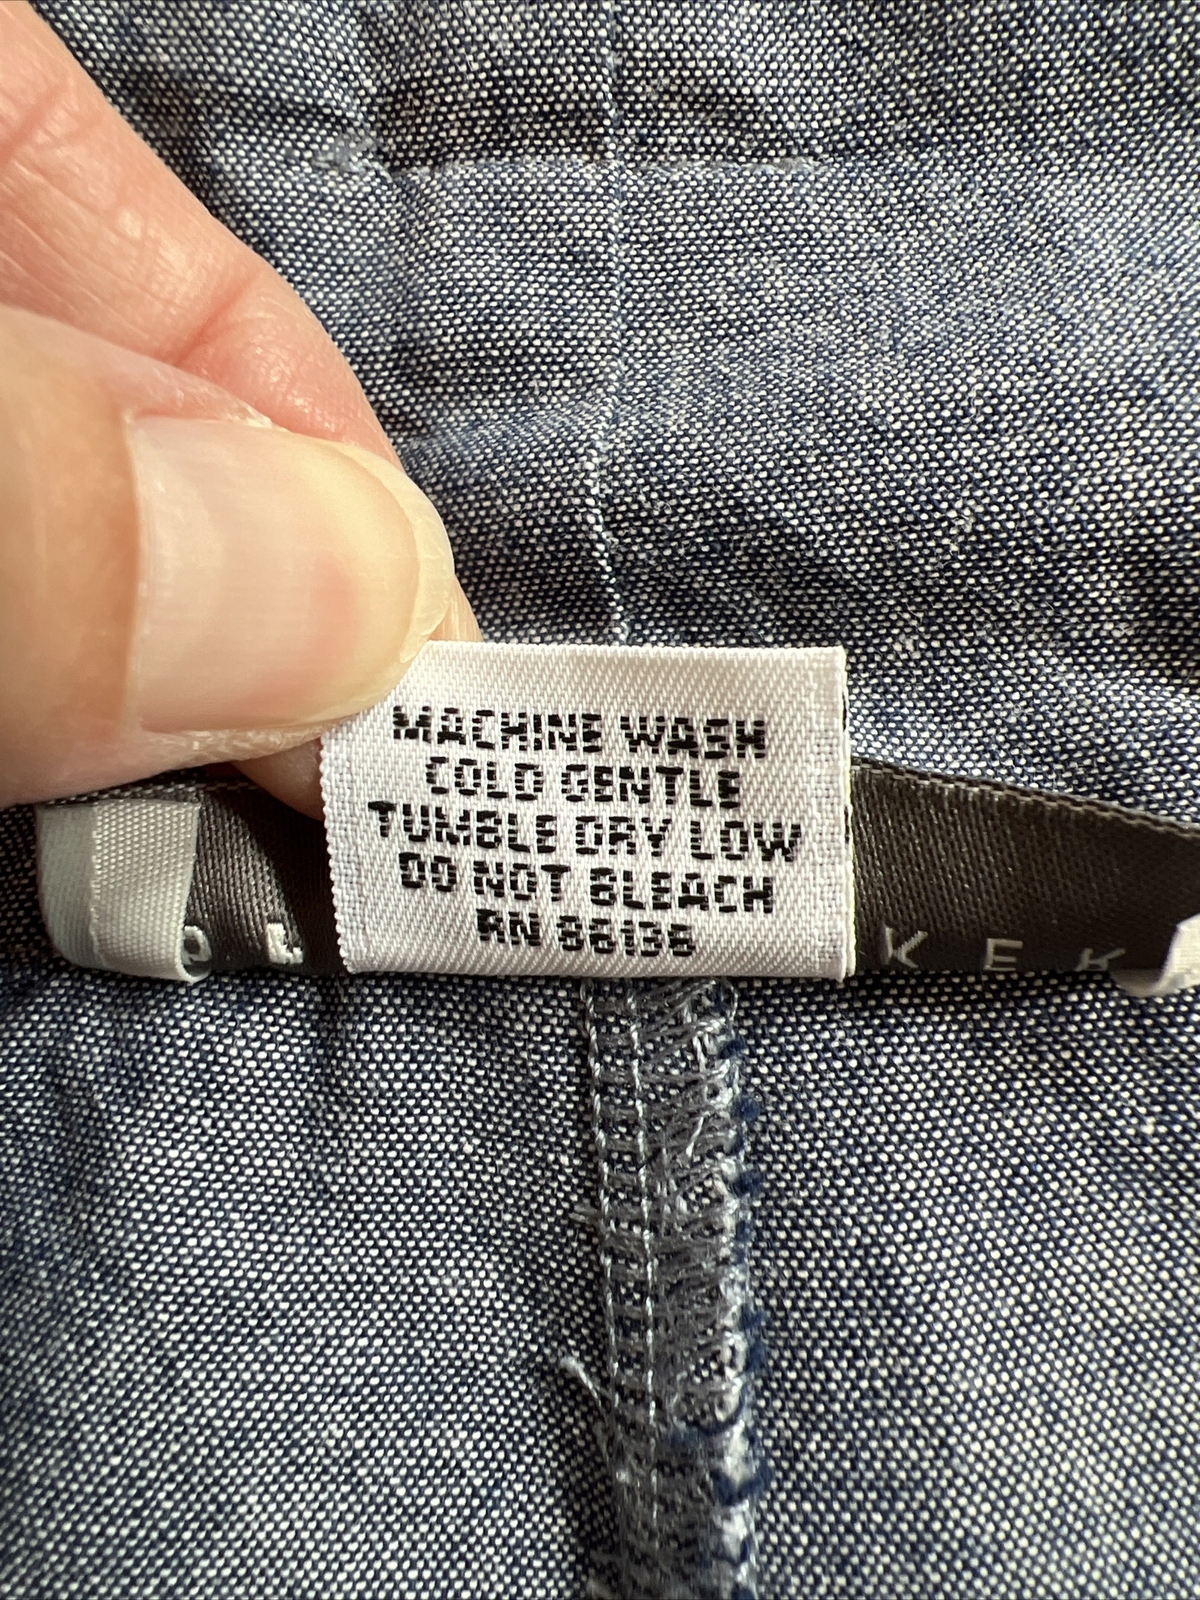 MACHINE WASH
COLD GENTLE
TUMBLE DRY LOW
DO NOT BLEACH
RN 86136
K E R